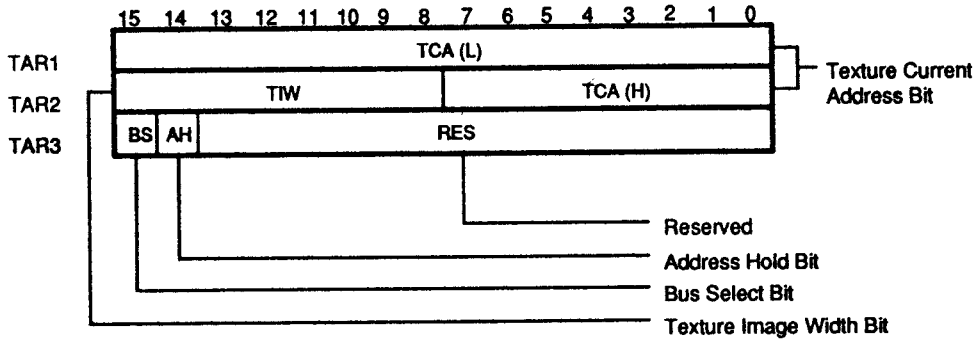 15 14 13 12 11 10 9 8 7 6 5 4 3 2 1 0
TAR1 TCA (L)
TAR2 TIW TCA (H)
TAR3 BS AH RES
Texture Current
Address Bit
Reserved
Address Hold Bit
Bus Select Bit
Texture Image Width Bit